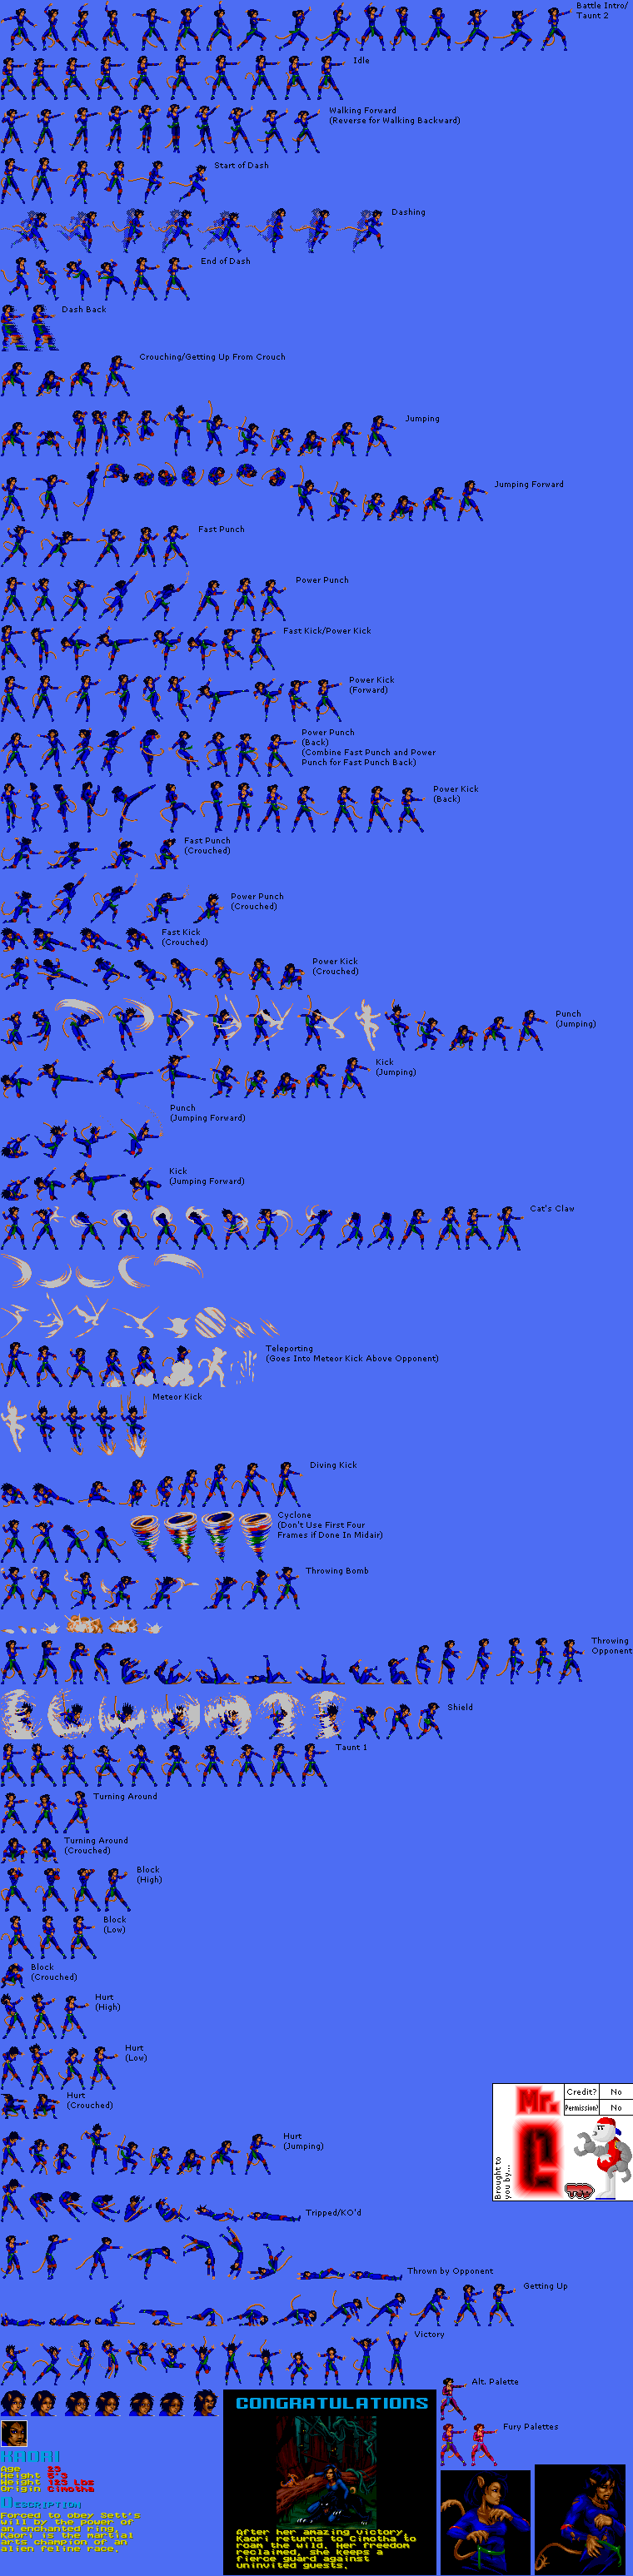 Battle Intro/
Taunt 2
Idle
Walking Forward
(Reverse for Walking Backward)
Start of Dash
Dashing
End of Dash
Dash Back
Crouching/Getting Up From Crouch
Jumping
Jumping Forward
Fast Punch
Power Punch
Fast Kick/Power Kick
Power Kick
(Forward)
Power Punch
(Back)
(Combine Fast Punch and Power
Punch for Fast Punch Back)
Power Kick
(Back)
Fast Punch
(Crouched)
Power Punch
(Crouched)
Fast Kick
(Crouched)
Power Kick
(Crouched)
Punch
(Jumping)
Kick
(Jumping)
Punch
(Jumping Forward)
Kick
(Jumping Forward)
Cat's Claw
Teleporting
(Goes Into Meteor Kick Above Opponent)
Meteor Kick
Diving Kick
Cyclone
(Don't Use First Four
Frames if Done In Midair)
Throwing Bomb
Throwing
Opponent
Shield
Taunt 1
Turning Around
Turning Around
(Crouched)
Block
(High)
Block
(Low)
Block
(Crouched)
Hurt
(High)
Hurt
(Low)
Hurt
(Crouched)
Hurt
(Jumping)
Brought to
you by...
Mr.
C
Credit? No
Permission? No
Tripped/KO'd
Thrown by Opponent
Getting Up
Victory
Alt. Palette
Fury Palettes
KAORI
Age 23
Height 5'3
Weight 123 Lbs
Origin Cimotha
Description
Forced to obey Sett's
will by the power of
an enchanted ring,
Kaori is the martial
arts champion of an
alien feline race.
CONGRATULATIONS
After her amazing victory,
Kaori returns to Cimotha to
roam the wild. Her freedom
reclaimed, she keeps a
fierce guard against
uninvited guests.